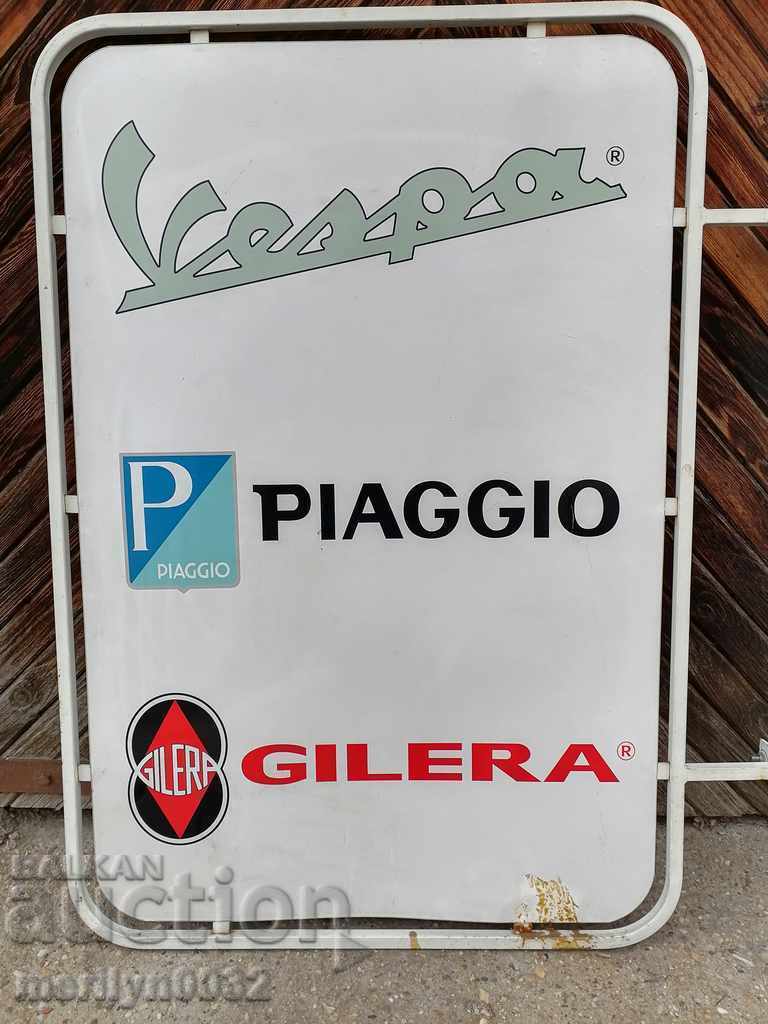 Vespa®
P
PIAGGIO
PIAGGIO
GILERA
GILERA®
BALKAN
auction
merilyn0032